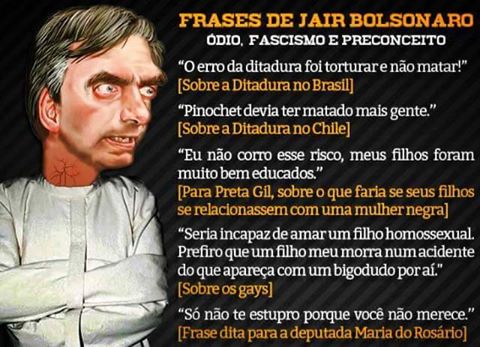 FRASES DE JAIR BOLSONARO
ÓDIO, FASCISMO E PRECONCEITO
“O erro da ditadura foi torturar e não matar!”
[Sobre a Ditadura no Brasil]
“Pinochet devia ter matado mais gente.”
[Sobre a Ditadura no Chile]
“Eu não corro esse risco, meus filhos foram
muito bem educados.”
[Para Preta Gil, sobre o que faria se seus filhos
se relacionassem com uma mulher negra]
“Seria incapaz de amar um filho homossexual.
Prefiro que um filho meu morra num acidente
do que apareça com um bigodudo por aí.”
[Sobre os gays]
“Só não te estupro porque você não merece.”
[Frase dita para a deputada Maria do Rosário]